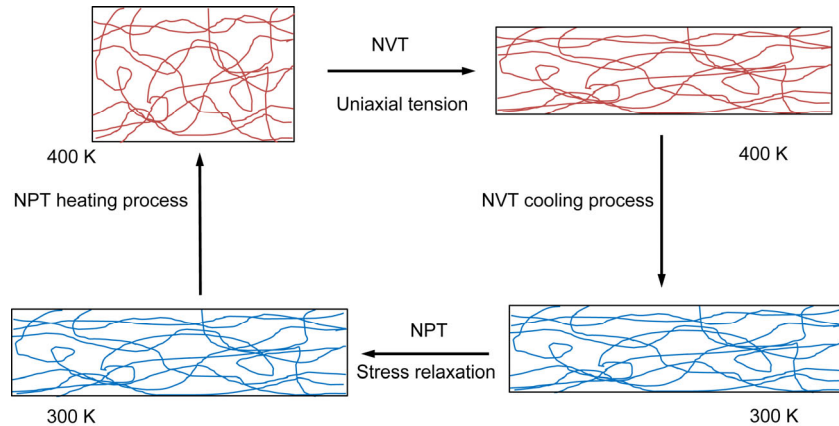 NVT
Uniaxial tension
400 K
400 K
NPT heating process
NVT cooling process
NPT
Stress relaxation
300 K
300 K